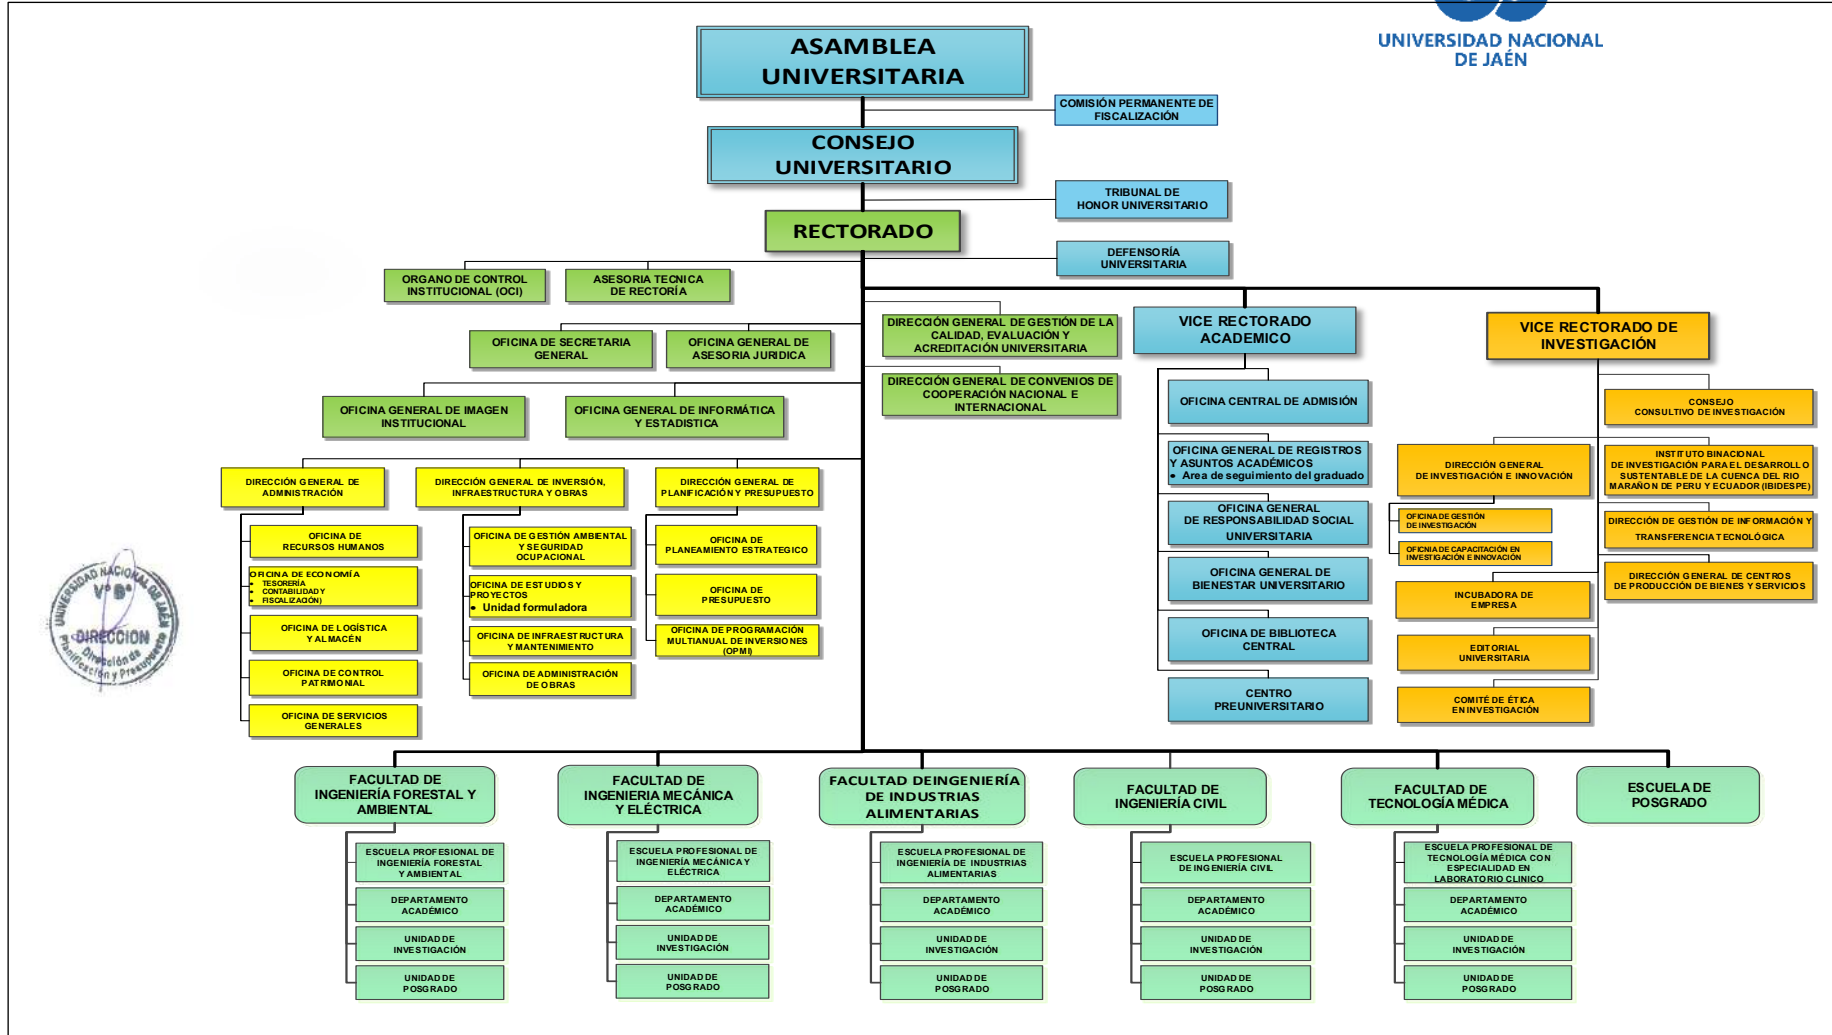 UNIVERSIDAD NACIONAL
DE JAÉN
ASAMBLEA
UNIVERSITARIA
COMISIÓN PERMANENTE DE
FISCALIZACIÓN
CONSEJO
UNIVERSITARIO
TRIBUNAL DE
HONOR UNIVERSITARIO
RECTORADO
DEFENSORÍA
UNIVERSITARIA
ORGANO DE CONTROL
INSTITUCIONAL (OCI)
ASESORIA TECNICA
DE RECTORÍA
OFICINA DE SECRETARIA
GENERAL
OFICINA GENERAL DE
ASESORIA JURIDICA
DIRECCIÓN GENERAL DE GESTIÓN DE LA
CALIDAD, EVALUACIÓN Y
ACREDITACIÓN UNIVERSITARIA
DIRECCIÓN GENERAL DE CONVENIOS DE
COOPERACIÓN NACIONAL E
INTERNACIONAL
OFICINA GENERAL DE IMAGEN
INSTITUCIONAL
OFICINA GENERAL DE INFORMÁTICA
Y ESTADISTICA
VICE RECTORADO
ACADEMICO
VICE RECTORADO DE
INVESTIGACIÓN
DIRECCIÓN GENERAL DE
ADMINISTRACIÓN
OFICINA DE
RECURSOS HUMANOS
OFICINA DE ECONOMÍA
• TESORERÍA
• CONTABILIDAD Y
• FISCALIZACIÓN)
OFICINA DE LOGÍSTICA
Y ALMACÉN
OFICINA DE CONTROL
PATRIMONIAL
OFICINA DE SERVICIOS
GENERALES
DIRECCIÓN GENERAL DE INVERSIÓN,
INFRAESTRUCTURA Y OBRAS
OFICINA DE GESTIÓN AMBIENTAL
Y SEGURIDAD
OCUPACIONAL
OFICINA DE ESTUDIOS Y
PROYECTOS
• Unidad formuladora
OFICINA DE INFRAESTRUCTURA
Y MANTENIMIENTO
OFICINA DE ADMINISTRACIÓN
DE OBRAS
DIRECCIÓN GENERAL DE
PLANIFICACIÓN Y PRESUPUESTO
OFICINA DE
PLANEAMIENTO ESTRATEGICO
OFICINA DE
PRESUPUESTO
OFICINA DE PROGRAMACIÓN
MULTIANUAL DE INVERSIONES
(OPMI)
OFICINA CENTRAL DE ADMISIÓN
OFICINA GENERAL DE REGISTROS
Y ASUNTOS ACADÉMICOS
• Area de seguimiento del graduado
OFICINA GENERAL
DE RESPONSABILIDAD SOCIAL
UNIVERSITARIA
OFICINA GENERAL DE
BIENESTAR UNIVERSITARIO
OFICINA DE BIBLIOTECA
CENTRAL
CENTRO
PREUNIVERSITARIO
CONSEJO
CONSULTIVO DE INVESTIGACIÓN
DIRECCIÓN GENERAL
DE INVESTIGACIÓN E INNOVACIÓN
INSTITUTO BINACIONAL
DE INVESTIGACIÓN PARA EL DESARROLLO
SUSTENTABLE DE LA CUENCA DEL RIO
MARAÑON DE PERU Y ECUADOR (IBIDESPE)
OFICINA DE GESTIÓN
DE INVESTIGACIÓN
OFICNIA DE CAPACITACIÓN EN
INVESTIGACIÓN E INNOVACIÓN
DIRECCIÓN DE GESTIÓN DE INFORMACIÓN Y
TRANSFERENCIA TECNOLÓGICA
DIRECCIÓN GENERAL DE CENTROS
DE PRODUCCIÓN DE BIENES Y SERVICIOS
INCUBADORA DE
EMPRESA
EDITORIAL
UNIVERSITARIA
COMITÉ DE ÉTICA
EN INVESTIGACIÓN
UNIVERSIDAD NACIONAL DE JAÉN
V° B°
DIRECCION
Dirección de
Planificación y Presupuesto
FACULTAD DE
INGENIERÍA FORESTAL Y
AMBIENTAL
ESCUELA PROFESIONAL DE
INGENIERÍA FORESTAL
Y AMBIENTAL
DEPARTAMENTO
ACADÉMICO
UNIDAD DE
INVESTIGACIÓN
UNIDAD DE
POSGRADO
FACULTAD DE
INGENIERIA MECÁNICA
Y ELÉCTRICA
ESCUELA PROFESIONAL DE
INGENIERÍA MECÁNICA Y
ELÉCTRICA
DEPARTAMENTO
ACADÉMICO
UNIDAD DE
INVESTIGACIÓN
UNIDAD DE
POSGRADO
FACULTAD DEINGENIERÍA
DE INDUSTRIAS
ALIMENTARIAS
ESCUELA PROFESIONAL DE
INGENIERÍA DE INDUSTRIAS
ALIMENTARIAS
DEPARTAMENTO
ACADÉMICO
UNIDAD DE
INVESTIGACIÓN
UNIDAD DE
POSGRADO
FACULTAD DE
INGENIERÍA CIVIL
ESCUELA PROFESIONAL
DE INGENIERÍA CIVIL
DEPARTAMENTO
ACADÉMICO
UNIDAD DE
INVESTIGACIÓN
UNIDAD DE
POSGRADO
FACULTAD DE
TECNOLOGÍA MÉDICA
ESCUELA PROFESIONAL DE
TECNOLOGÍA MÉDICA CON
ESPECIALIDAD EN
LABORATORIO CLINICO
DEPARTAMENTO
ACADÉMICO
UNIDAD DE
INVESTIGACIÓN
UNIDAD DE
POSGRADO
ESCUELA DE
POSGRADO